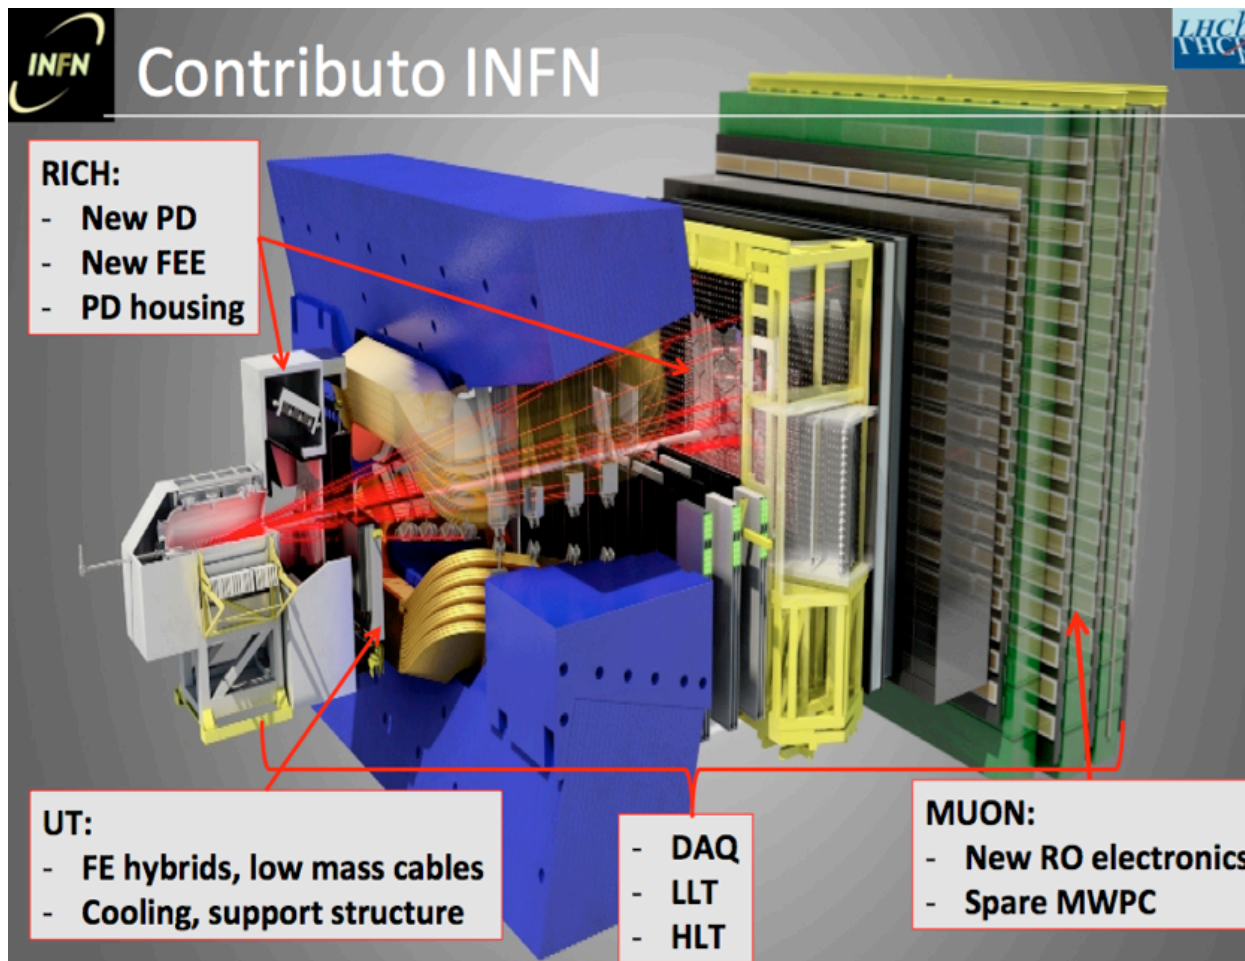 INFN
Contributo INFN
LHCb
RICH:
- New PD
- New FEE
- PD housing
UT:
- FE hybrids, low mass cables
- Cooling, support structure
- DAQ
- LLT
- HLT
MUON:
- New RO electronics
- Spare MWPC